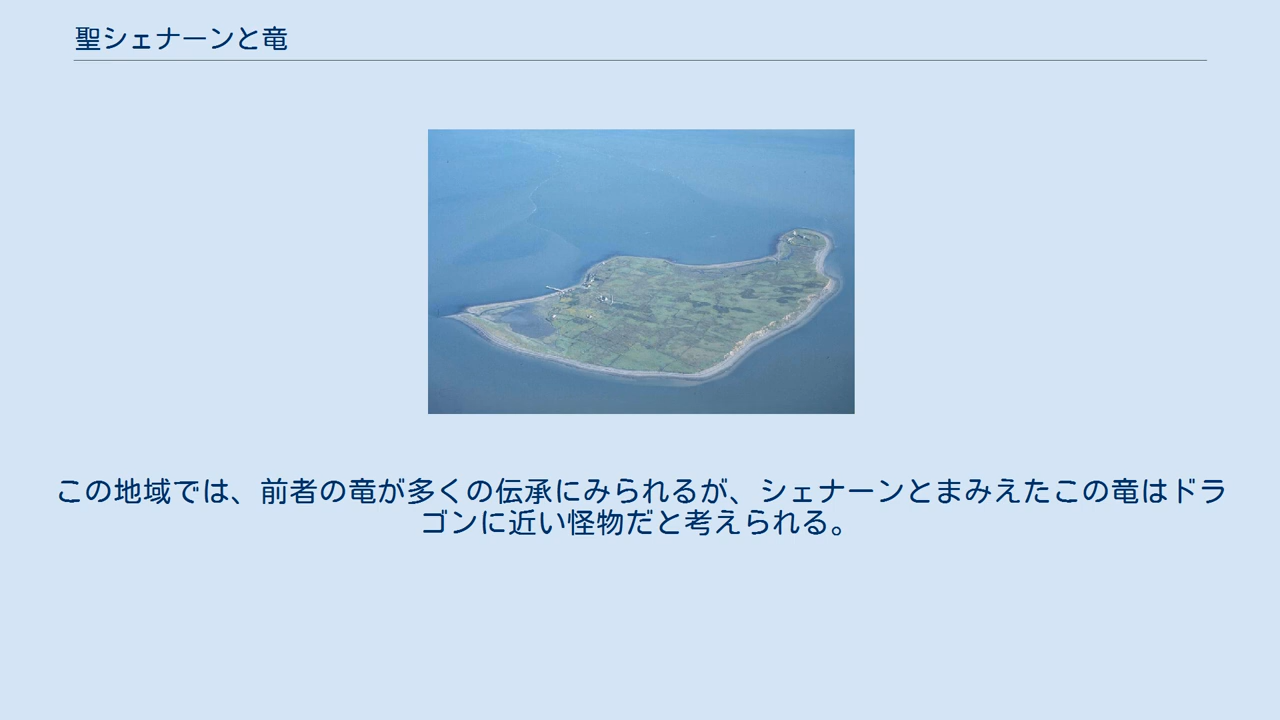 聖シェナーンと竜
この地域では、前者の竜が多くの伝承にみられるが、シェナーンとまみえたこの竜はドラ
ゴンに近い怪物だと考えられる。